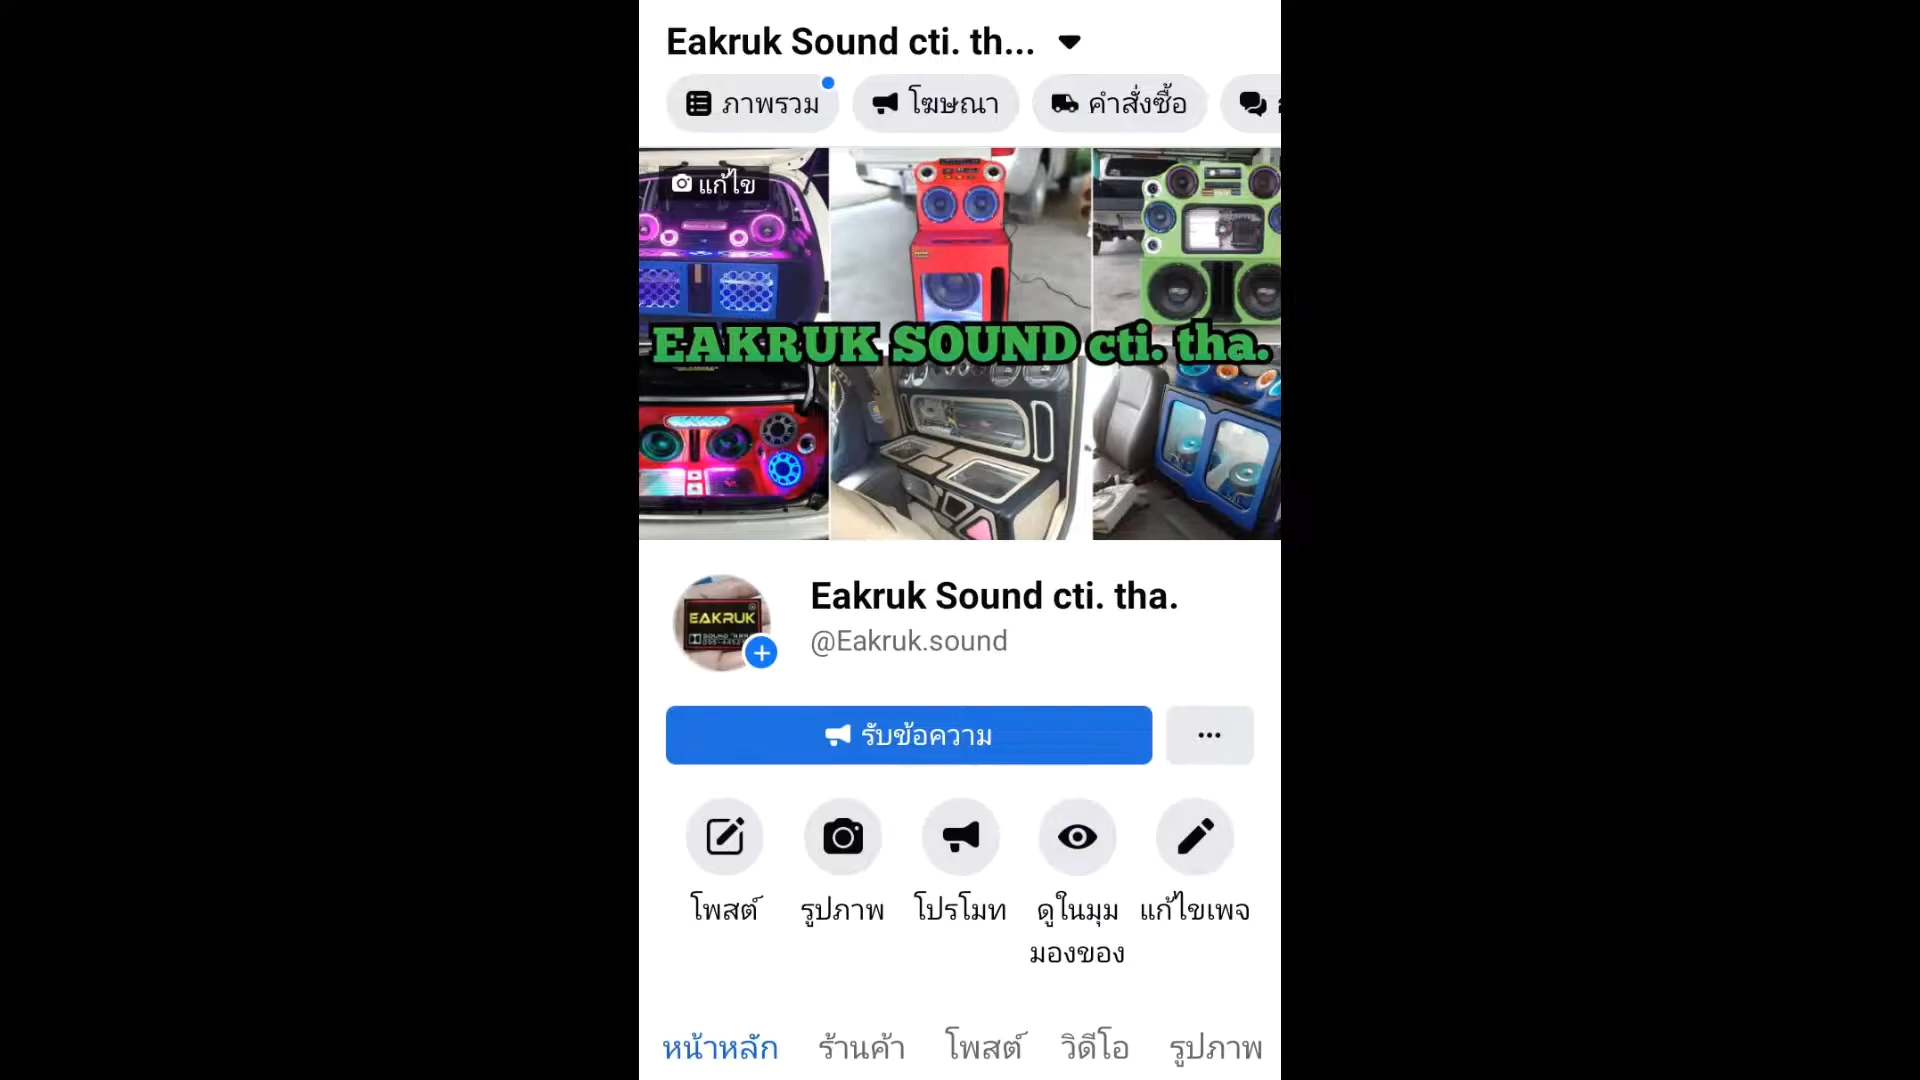 Eakruk Sound cti. th...
ภาพรวม
โฆษณา
คำสั่งซื้อ
แก้ไข
EAKRUK SOUND cti. tha.
EAKRUK
Eakruk Sound cti. tha.
@Eakruk.sound
รับข้อความ
โพสต์
รูปภาพ
โปรโมท
ดูในมุม
มองของ
แก้ไขเพจ
หน้าหลัก
ร้านค้า
โพสต์
วิดีโอ
รูปภาพ